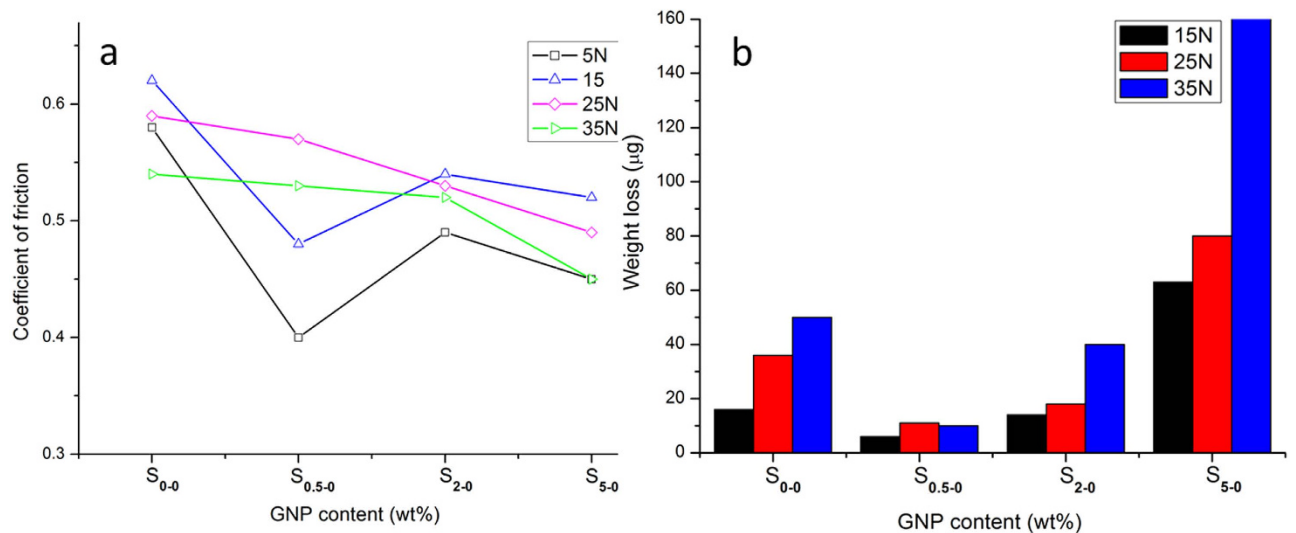 a
5N
15
25N
35N
0.6
0.5
0.4
0.3
Coefficient of friction
S0-0
S0.5-0
S2-0
S5-0
GNP content (wt%)
b
15N
25N
35N
160
140
120
100
80
60
40
20
0
Weight loss (μg)
S0-0
S0.5-0
S2-0
S5-0
GNP content (wt%)